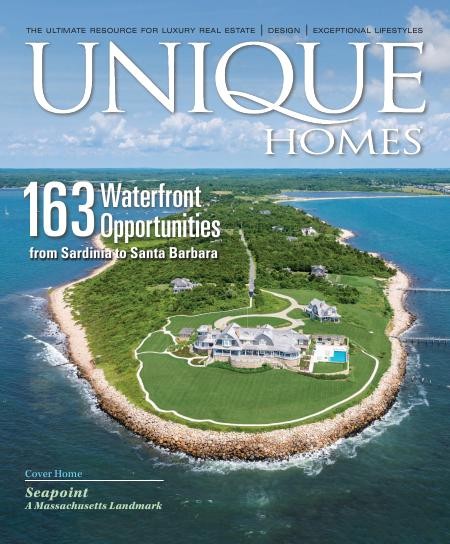 THE ULTIMATE RESOURCE FOR LUXURY REAL ESTATE | DESIGN | EXCEPTIONAL LIFESTYLES
UNIQUE
HOMES
163 Waterfront
Opportunities
from Sardinia to Santa Barbara
Cover Home
Seapoint
A Massachusetts Landmark